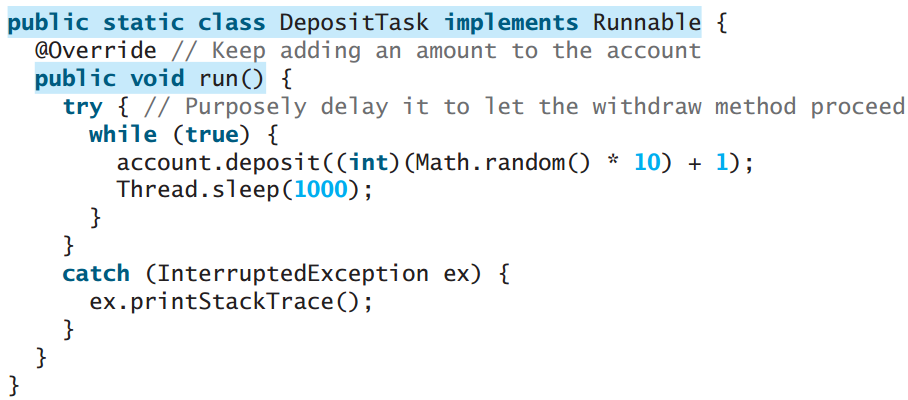 public static class DepositTask implements Runnable {
  @Override // Keep adding an amount to the account
  public void run() {
    try { // Purposely delay it to let the withdraw method proceed
      while (true) {
        account.deposit((int)(Math.random() * 10) + 1);
        Thread.sleep(1000);
      }
    }
    catch (InterruptedException ex) {
      ex.printStackTrace();
    }
  }
}